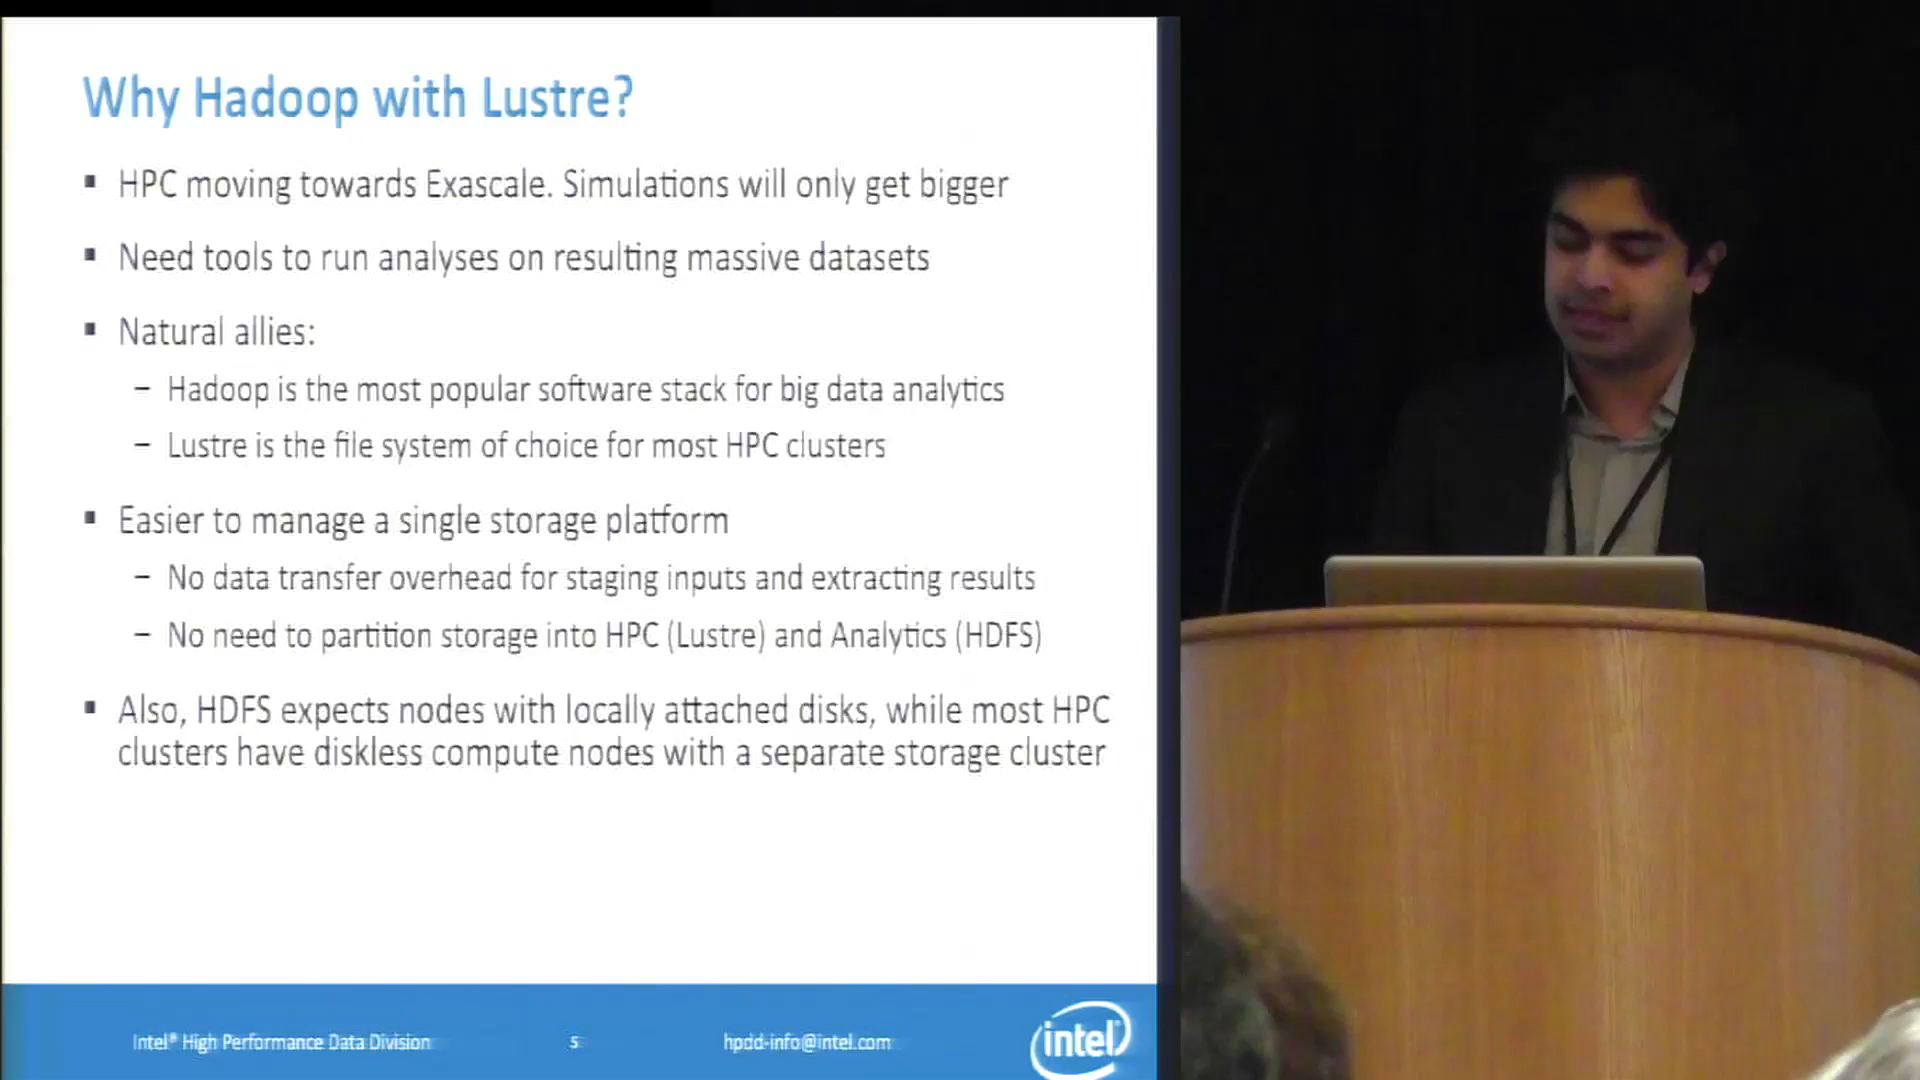 Why Hadoop with Lustre?
▪ HPC moving towards Exascale. Simulations will only get bigger
▪ Need tools to run analyses on resulting massive datasets
▪ Natural allies:
– Hadoop is the most popular software stack for big data analytics
– Lustre is the file system of choice for most HPC clusters
▪ Easier to manage a single storage platform
– No data transfer overhead for staging inputs and extracting results
– No need to partition storage into HPC (Lustre) and Analytics (HDFS)
▪ Also, HDFS expects nodes with locally attached disks, while most HPC
clusters have diskless compute nodes with a separate storage cluster
Intel® High Performance Data Division 5 hpdd-info@intel.com intel